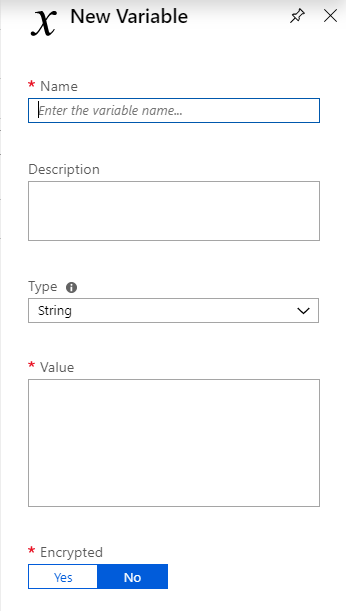 x New Variable
* Name
Enter the variable name...
Description
Type
String
* Value
* Encrypted
Yes No